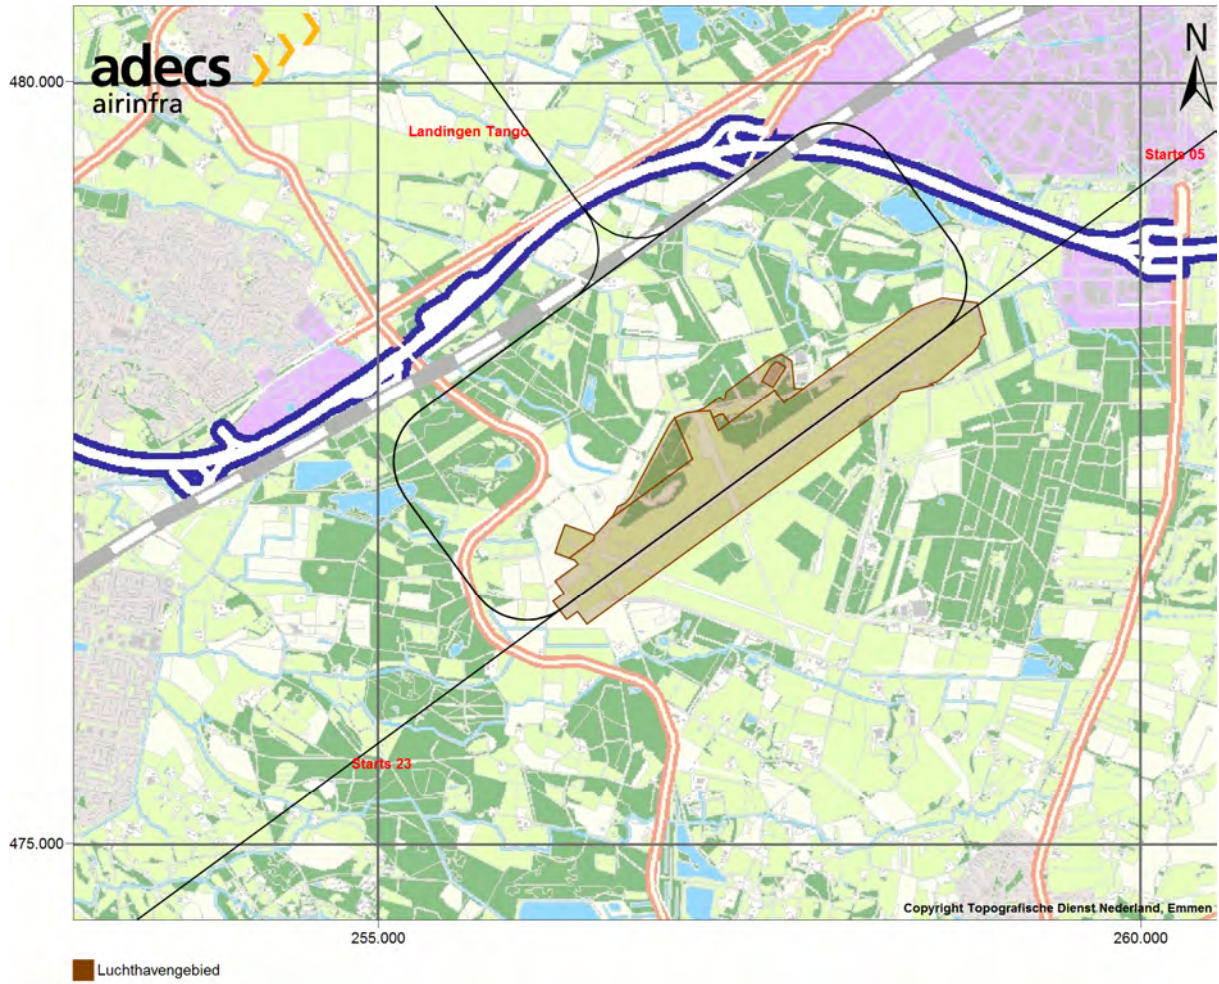 adecs
airinfra
N
480.000
Landingen Tango
Starts 05
Starts 23
475.000
Copyright Topografische Dienst Nederland, Emmen
255.000
260.000
Luchthavengebied